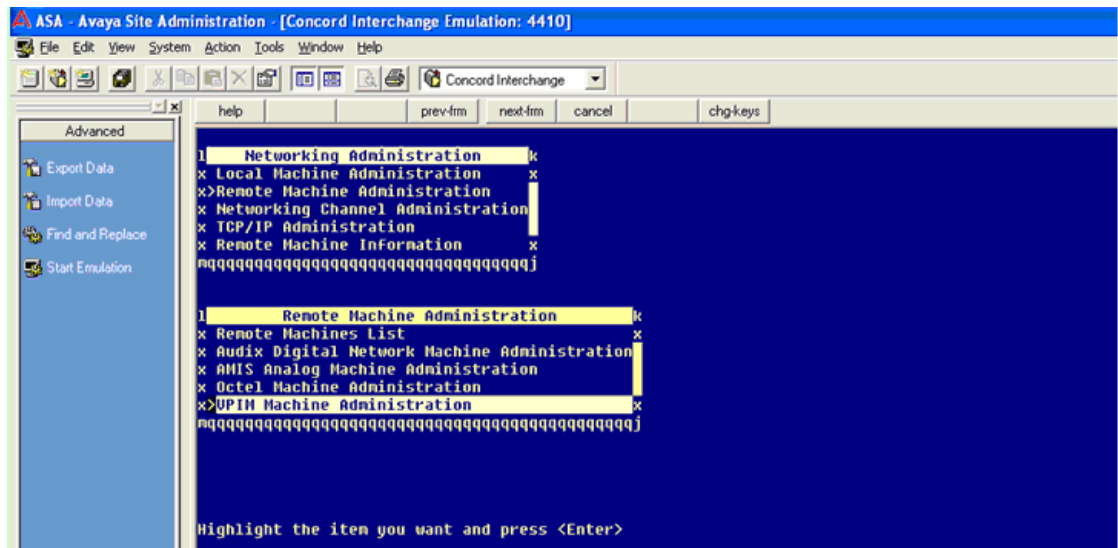 ASA - Avaya Site Administration - [Concord Interchange Emulation: 4410]
File Edit View System Action Tools Window Help
Concord Interchange
help prev-frm next-frm cancel chg-keys
Advanced
Export Data
Import Data
Find and Replace
Start Emulation
l Networking Administration k
x Local Machine Administration x
x>Remote Machine Administration
x Networking Channel Administration
x TCP/IP Administration
x Remote Machine Information x
mqqqqqqqqqqqqqqqqqqqqqqqqqqqqqqqqqqj
l Remote Machine Administration k
x Remote Machines List x
x Audix Digital Network Machine Administration
x AMIS Analog Machine Administration
x Octel Machine Administration
x>VPIM Machine Administration x
mqqqqqqqqqqqqqqqqqqqqqqqqqqqqqqqqqqqqqqqqqqqqqj
Highlight the item you want and press <Enter>